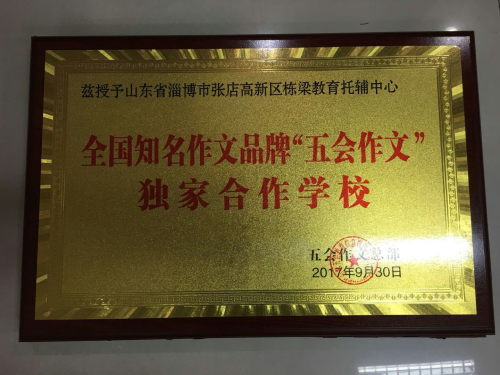 兹授予山东省淄博市张店高新区栋梁教育托辅中心
全国知名作文品牌“五会作文”
独家合作学校
五会作文总部
2017年9月30日